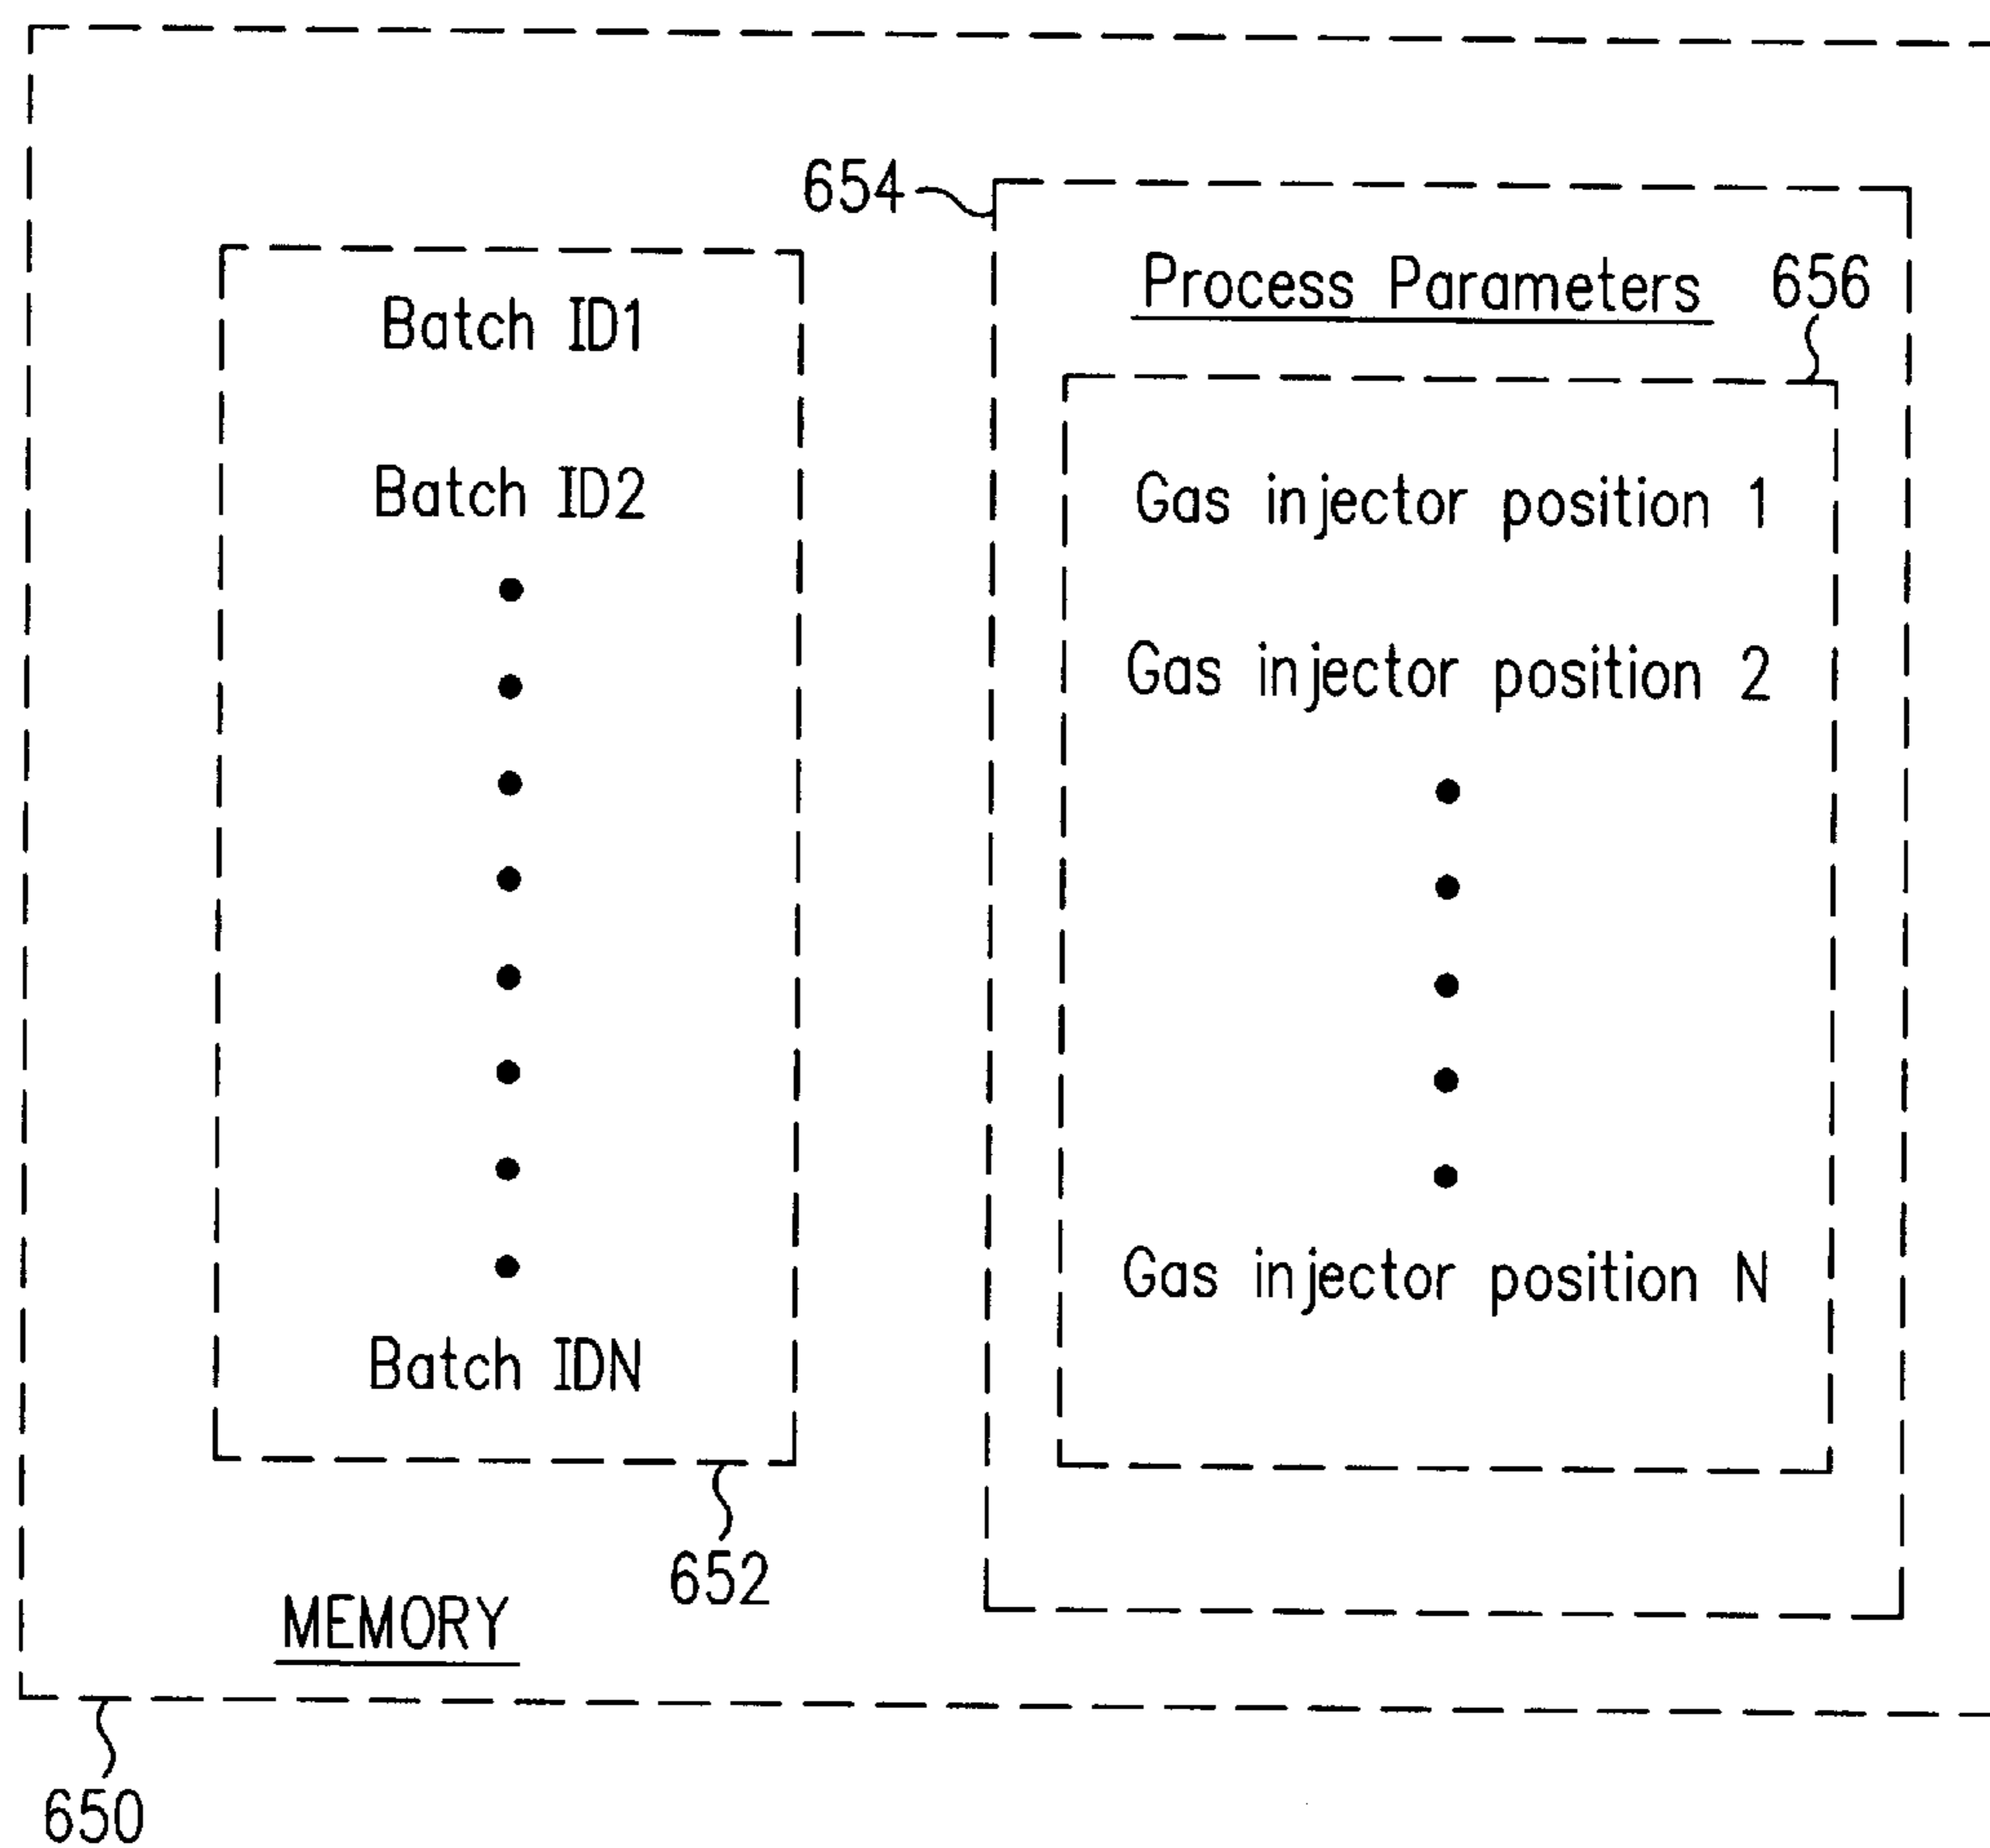 654
Process Parameters
656
Batch ID1
Batch ID2
Batch IDN
652
Gas injector position 1
Gas injector position 2
Gas injector position N
MEMORY
650